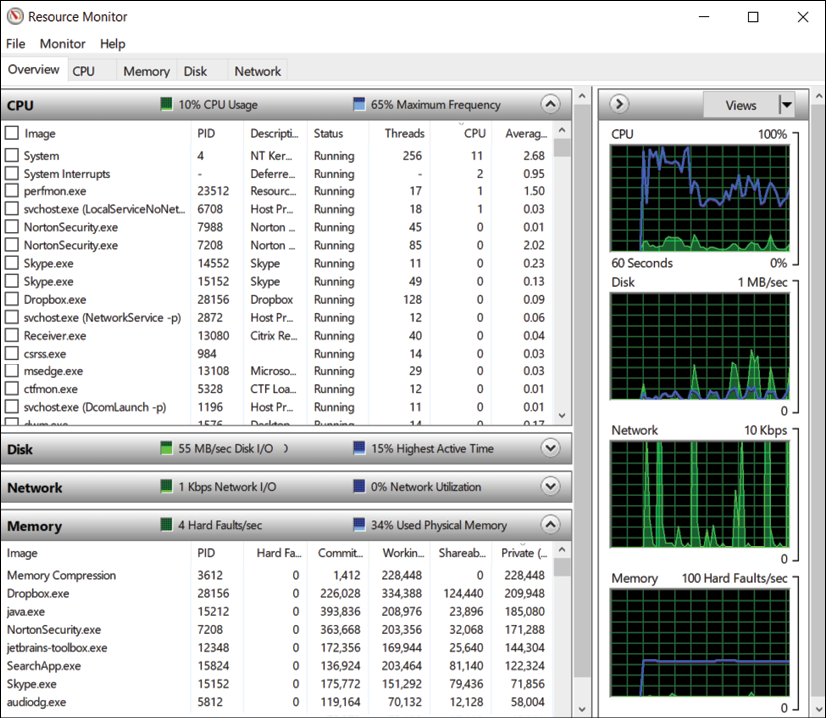 Resource Monitor
File Monitor Help
Overview CPU Memory Disk Network
CPU 10% CPU Usage 65% Maximum Frequency
Image PID Descripti... Status Threads CPU Averag...
System 4 NT Ker... Running 256 11 2.68
System Interrupts - Deferre... Running - 2 0.95
perfmon.exe 23512 Resourc... Running 17 1 1.50
svchost.exe (LocalServiceNoNet... 6708 Host Pr... Running 18 1 0.03
NortonSecurity.exe 7988 Norton ... Running 45 0 0.01
NortonSecurity.exe 7208 Norton ... Running 85 0 2.02
Skype.exe 14552 Skype Running 11 0 0.23
Skype.exe 15152 Skype Running 49 0 0.13
Dropbox.exe 28156 Dropbox Running 128 0 0.09
svchost.exe (NetworkService -p) 2872 Host Pr... Running 12 0 0.06
Receiver.exe 13080 Citrix Re... Running 40 0 0.04
csrss.exe 984 Running 14 0 0.03
msedge.exe 13108 Microso... Running 29 0 0.03
ctfmon.exe 5328 CTF Loa... Running 12 0 0.01
svchost.exe (DcomLaunch -p) 1196 Host Pr... Running 11 0 0.01
dwm.exe 1576 Desktop Running 14 0 0.17
Disk 55 MB/sec Disk I/O 15% Highest Active Time
Network 1 Kbps Network I/O 0% Network Utilization
Memory 4 Hard Faults/sec 34% Used Physical Memory
Image PID Hard Fa... Commit... Workin... Shareab... Private (...
Memory Compression 3612 0 1,412 228,448 0 228,448
Dropbox.exe 28156 0 226,028 334,388 124,440 209,948
java.exe 15212 0 393,836 208,976 23,896 185,080
NortonSecurity.exe 7208 0 363,668 203,356 32,068 171,288
jetbrains-toolbox.exe 12348 0 172,356 169,944 25,640 144,304
SearchApp.exe 15824 0 136,924 203,464 81,140 122,324
Skype.exe 15152 0 175,772 151,292 79,436 71,856
audiodg.exe 5812 0 119,164 70,132 12,128 58,004
Views
CPU 100%
60 Seconds 0%
Disk 1 MB/sec
0
Network 10 Kbps
0
Memory 100 Hard Faults/sec
0